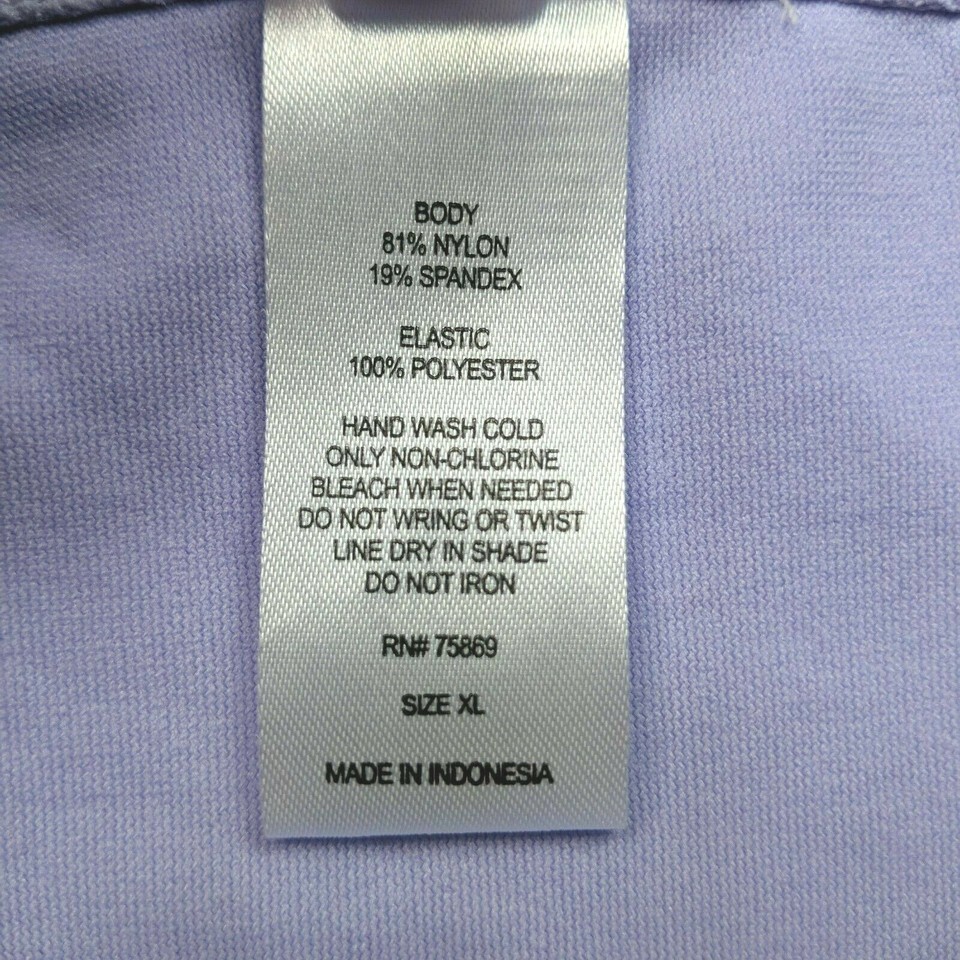 BODY
81% NYLON
19% SPANDEX
ELASTIC
100% POLYESTER
HAND WASH COLD
ONLY NON-CHLORINE
BLEACH WHEN NEEDED
DO NOT WRING OR TWIST
LINE DRY IN SHADE
DO NOT IRON
RN# 75869
SIZE XL
MADE IN INDONESIA